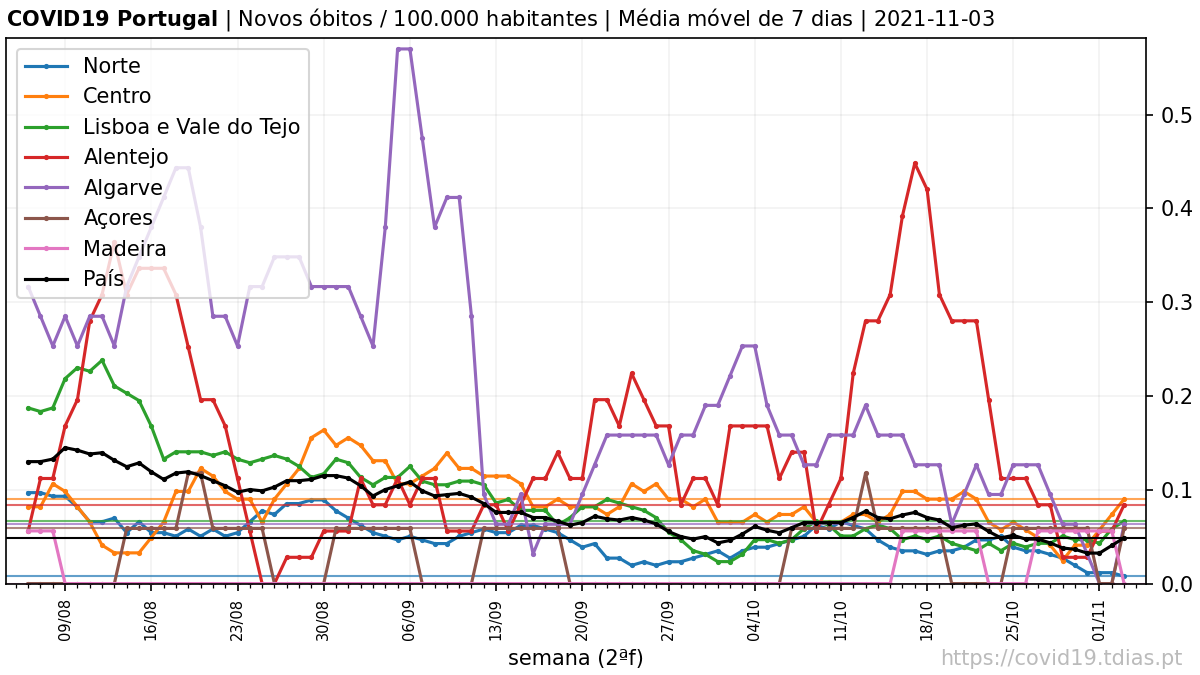 COVID19 Portugal | Novos óbitos / 100.000 habitantes | Média móvel de 7 dias | 2021-11-03
Norte
Centro
Lisboa e Vale do Tejo
Alentejo
Algarve
Açores
Madeira
País
0.5
0.4
0.3
0.2
0.1
0.0
09/08 16/08 23/08 30/08 06/09 13/09 20/09 27/09 04/10 11/10 18/10 25/10 01/11
semana (2ªf)
https://covid19.tdias.pt